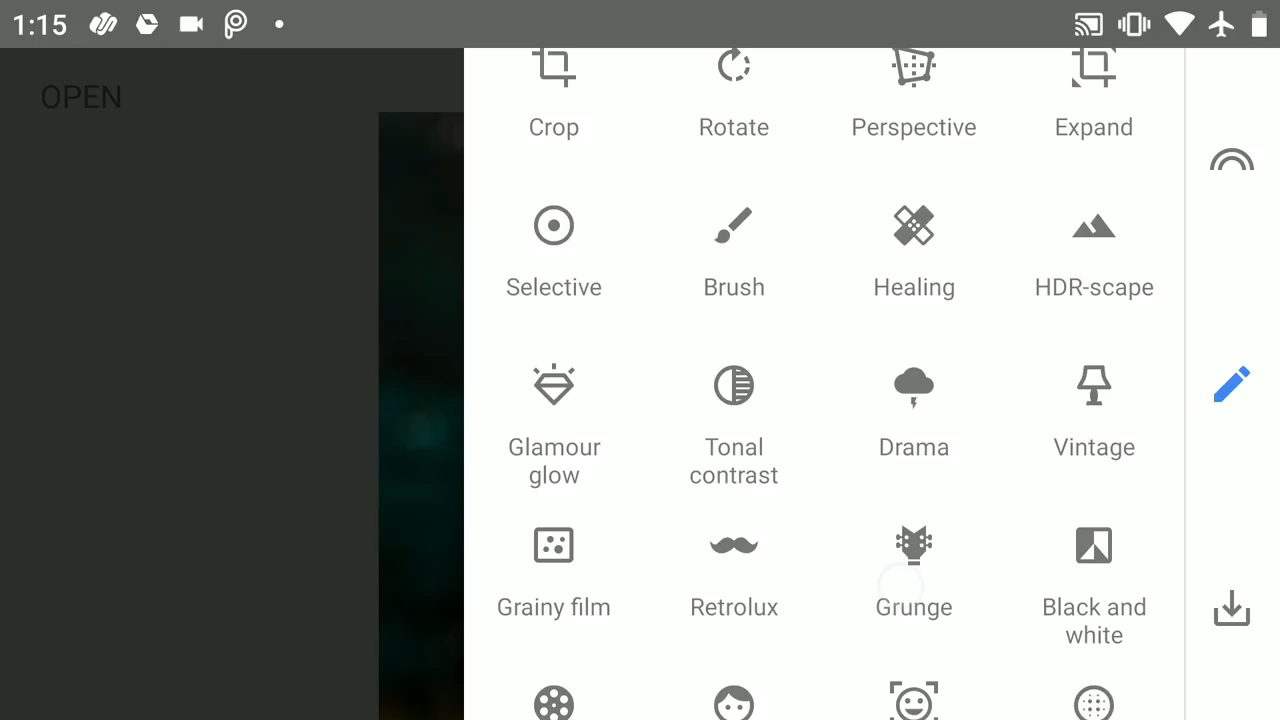 1:15
OPEN
Crop
Rotate
Perspective
Expand
Selective
Brush
Healing
HDR-scape
Glamour
glow
Tonal
contrast
Drama
Vintage
Grainy film
Retrolux
Grunge
Black and
white